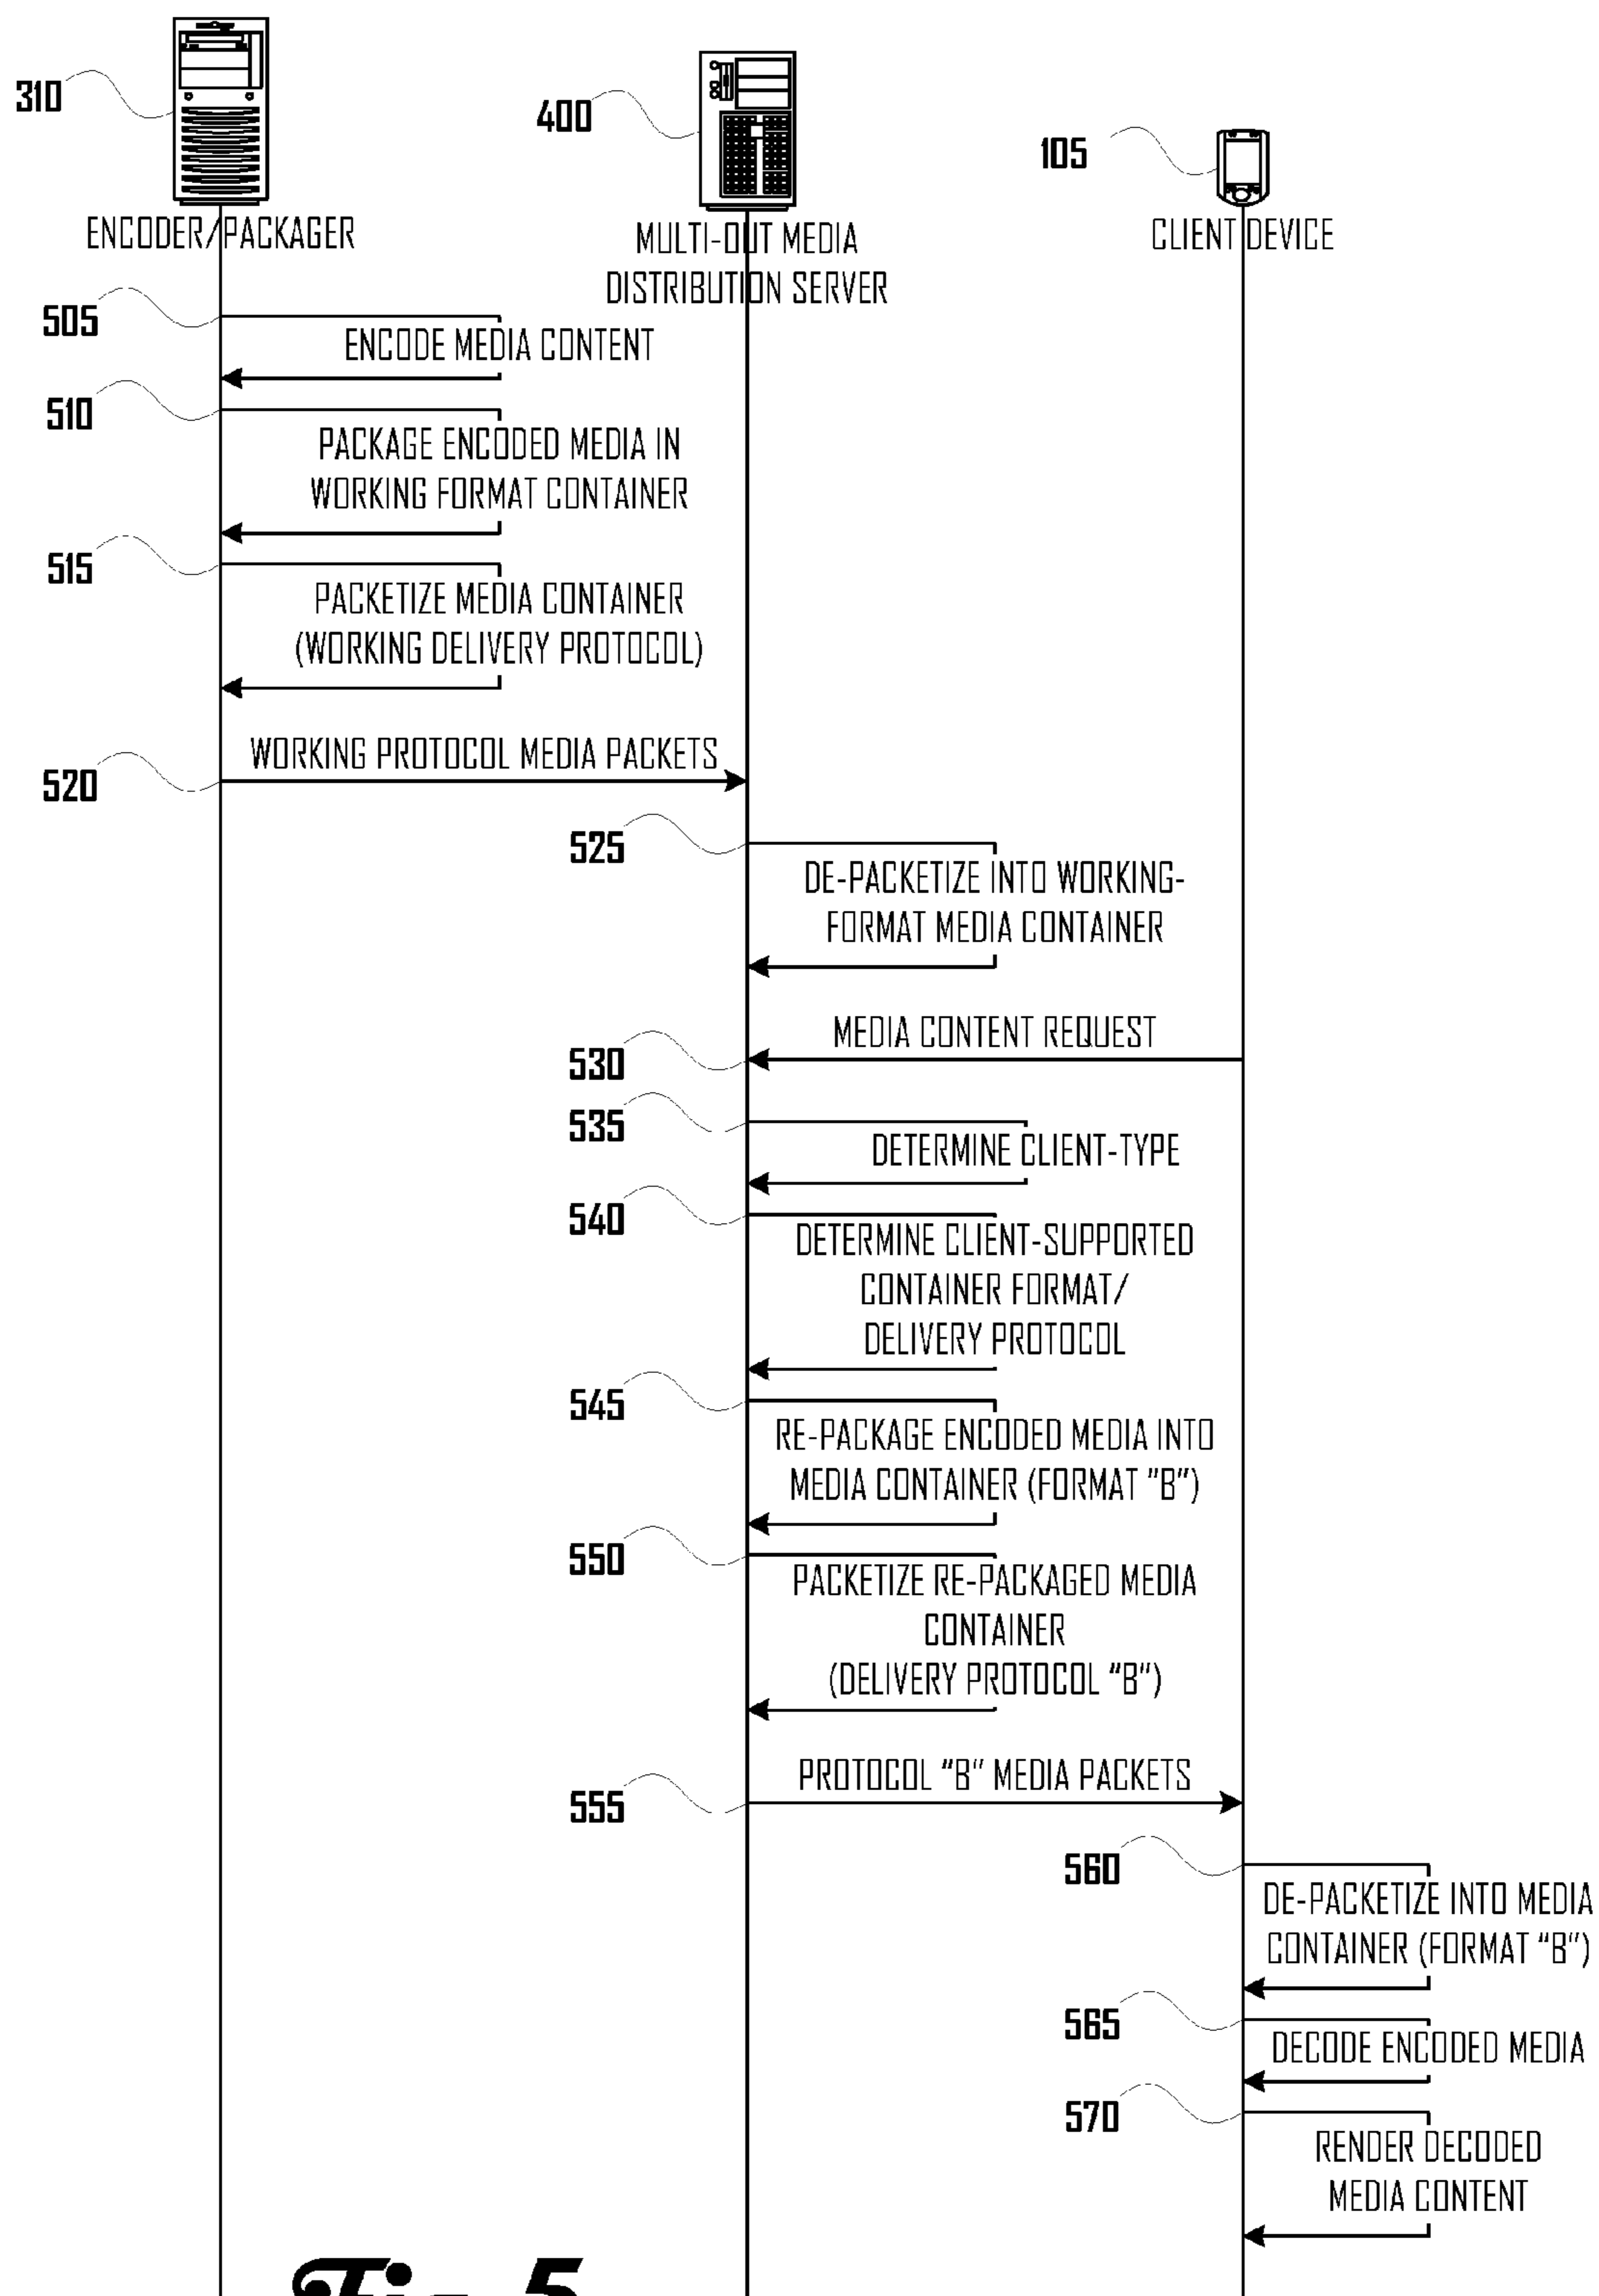 310
400
105
ENCODER/PACKAGER
MULTI-OUT MEDIA
DISTRIBUTION SERVER
CLIENT DEVICE
505
ENCODE MEDIA CONTENT
510
PACKAGE ENCODED MEDIA IN
WORKING FORMAT CONTAINER
515
PACKETIZE MEDIA CONTAINER
(WORKING DELIVERY PROTOCOL)
520
WORKING PROTOCOL MEDIA PACKETS
525
DE-PACKETIZE INTO WORKING-
FORMAT MEDIA CONTAINER
530
MEDIA CONTENT REQUEST
535
DETERMINE CLIENT-TYPE
540
DETERMINE CLIENT-SUPPORTED
CONTAINER FORMAT/
DELIVERY PROTOCOL
545
RE-PACKAGE ENCODED MEDIA INTO
MEDIA CONTAINER (FORMAT "B")
550
PACKETIZE RE-PACKAGED MEDIA
CONTAINER
(DELIVERY PROTOCOL "B")
555
PROTOCOL "B" MEDIA PACKETS
560
DE-PACKETIZE INTO MEDIA
CONTAINER (FORMAT "B")
565
DECODE ENCODED MEDIA
570
RENDER DECODED
MEDIA CONTENT
Fig. 5